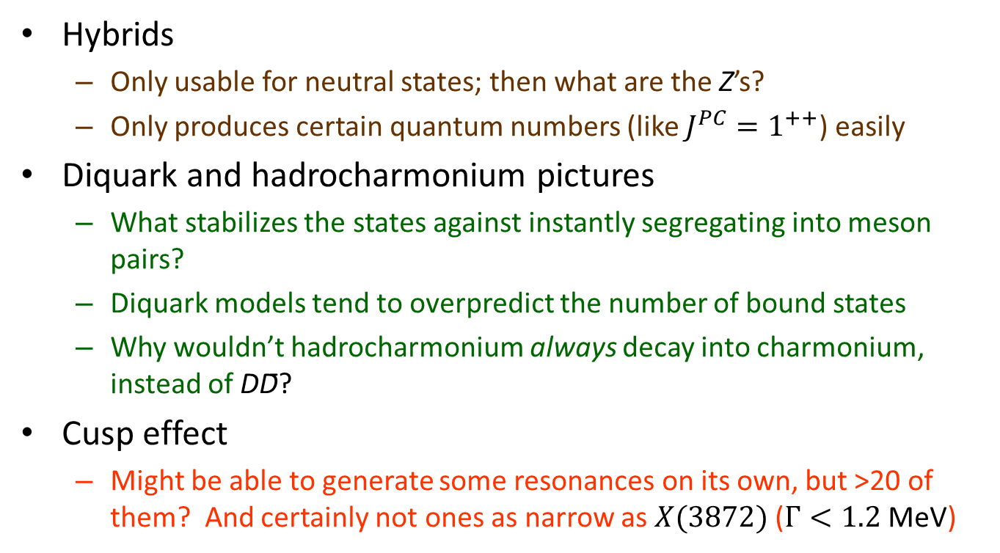 • Hybrids
– Only usable for neutral states; then what are the Z’s?
– Only produces certain quantum numbers (like J^{PC} = 1^{++}) easily
• Diquark and hadrocharmonium pictures
– What stabilizes the states against instantly segregating into meson
pairs?
– Diquark models tend to overpredict the number of bound states
– Why wouldn’t hadrocharmonium always decay into charmonium,
instead of DD̄?
• Cusp effect
– Might be able to generate some resonances on its own, but >20 of
them?  And certainly not ones as narrow as X(3872) (Γ < 1.2 MeV)